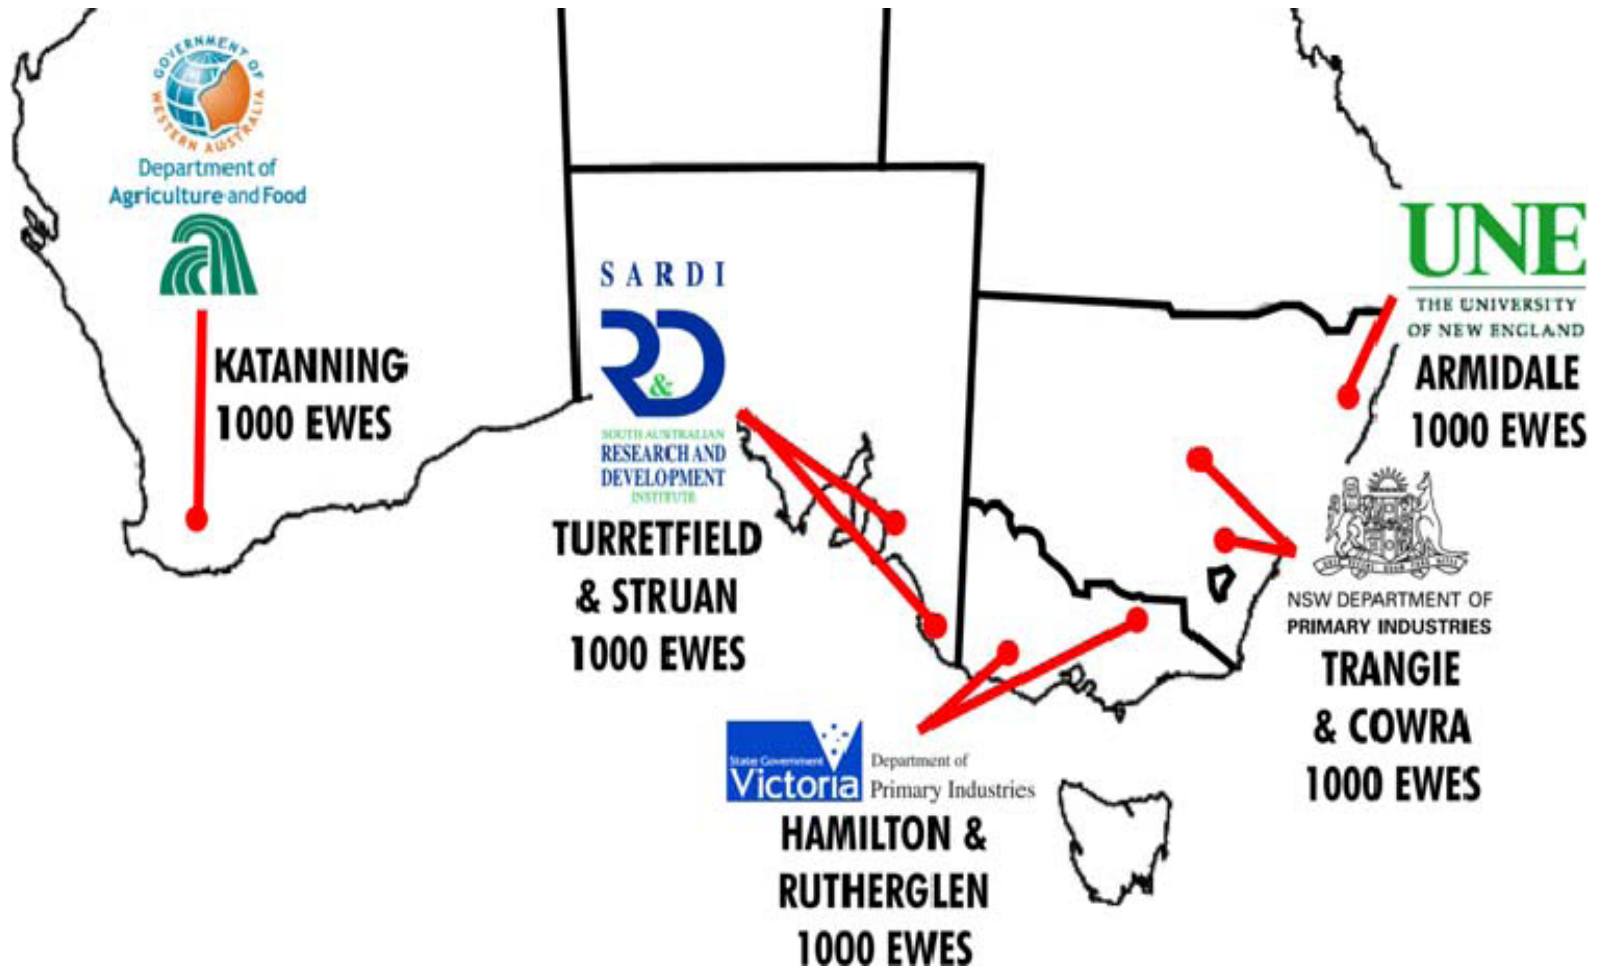 GOVERNMENT OF
WESTERN AUSTRALIA
Department of
Agriculture and Food
KATANNING
1000 EWES
SARDI
R&D
SOUTH AUSTRALIAN
RESEARCH AND
DEVELOPMENT
INSTITUTE
TURRETFIELD
& STRUAN
1000 EWES
UNE
THE UNIVERSITY
OF NEW ENGLAND
ARMIDALE
1000 EWES
NSW DEPARTMENT OF
PRIMARY INDUSTRIES
TRANGIE
& COWRA
1000 EWES
State Government
Victoria
Department of
Primary Industries
HAMILTON &
RUTHERGLEN
1000 EWES